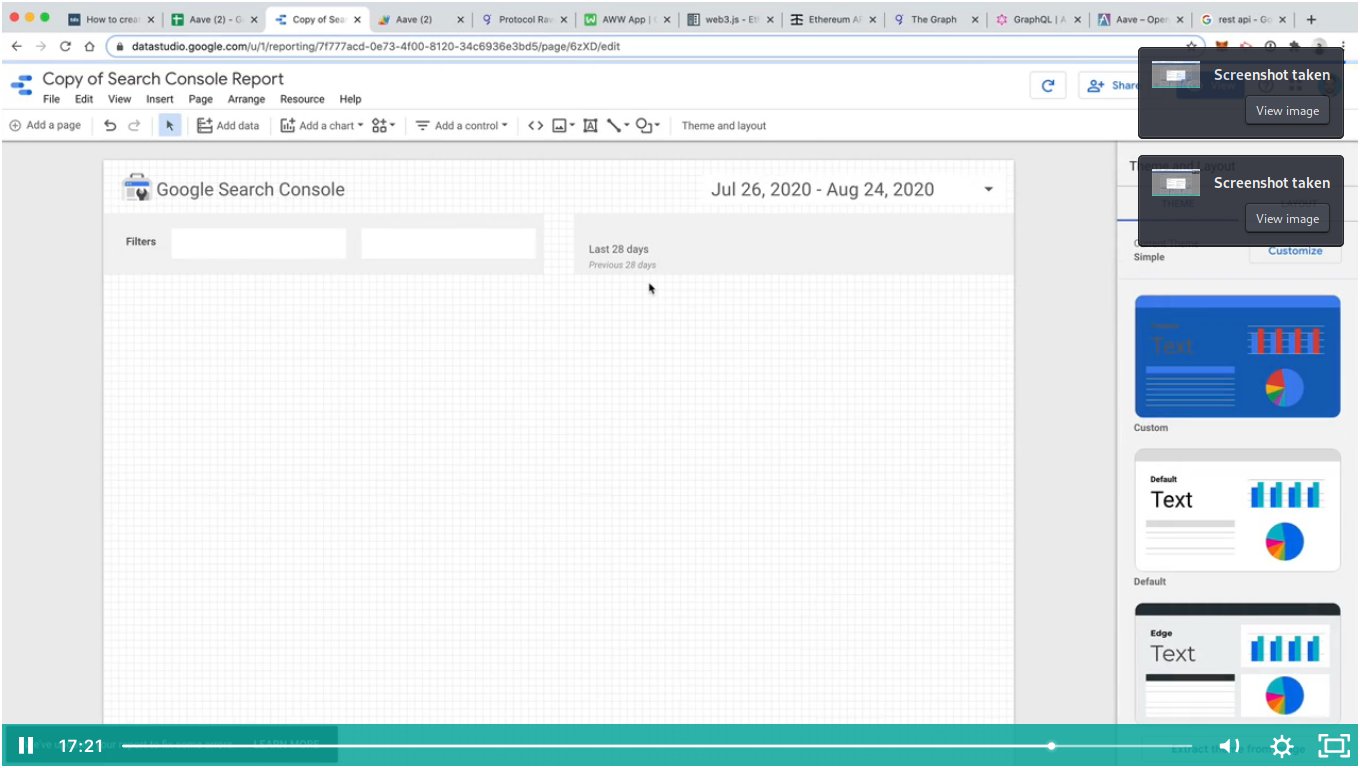 How to crea
Aave (2) - G
Copy of Sea
Aave (2)
Protocol Rav
AWW App |
web3.js - Et
Ethereum AF
The Graph
GraphQL | A
Aave – Open
rest api - Go
datastudio.google.com/u/1/reporting/7f777acd-0e73-4f00-8120-34c6936e3bd5/page/6zXD/edit
Copy of Search Console Report
File Edit View Insert Page Arrange Resource Help
Share
Screenshot taken
View image
Add a page
Add data
Add a chart
Add a control
Theme and layout
Screenshot taken
View image
Theme and Layout
THEME
LAYOUT
Google Search Console
Jul 26, 2020 - Aug 24, 2020
Filters
Last 28 days
Previous 28 days
Simple
Customize
Text
Custom
Default
Text
Default
Edge
Text
17:21
LEARN MORE
Extract theme from